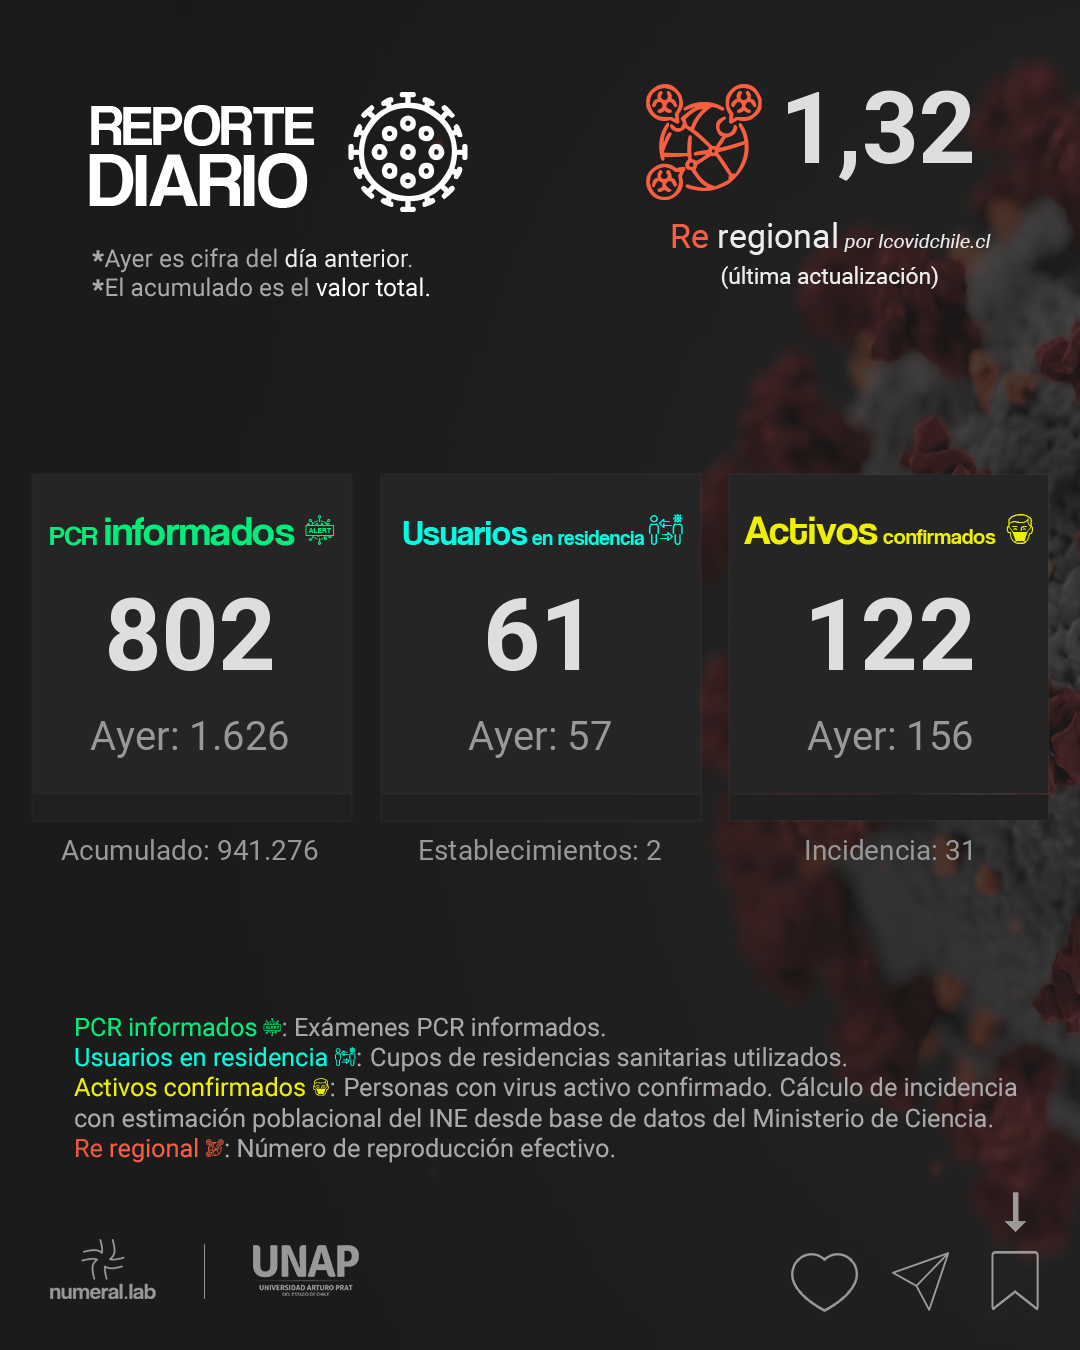 REPORTE
DIARIO
*Ayer es cifra del día anterior.
*El acumulado es el valor total.
1,32
Re regional por Icovidchile.cl
(última actualización)
PCR informados ALERT
802
Ayer: 1.626
Acumulado: 941.276
Usuarios en residencia
61
Ayer: 57
Establecimientos: 2
Activos confirmados
122
Ayer: 156
Incidencia: 31
PCR informados ALERT: Exámenes PCR informados.
Usuarios en residencia : Cupos de residencias sanitarias utilizados.
Activos confirmados : Personas con virus activo confirmado. Cálculo de incidencia
con estimación poblacional del INE desde base de datos del Ministerio de Ciencia.
Re regional : Número de reproducción efectivo.
numeral.lab
UNAP
UNIVERSIDAD ARTURO PRAT
DEL ESTADO DE CHILE